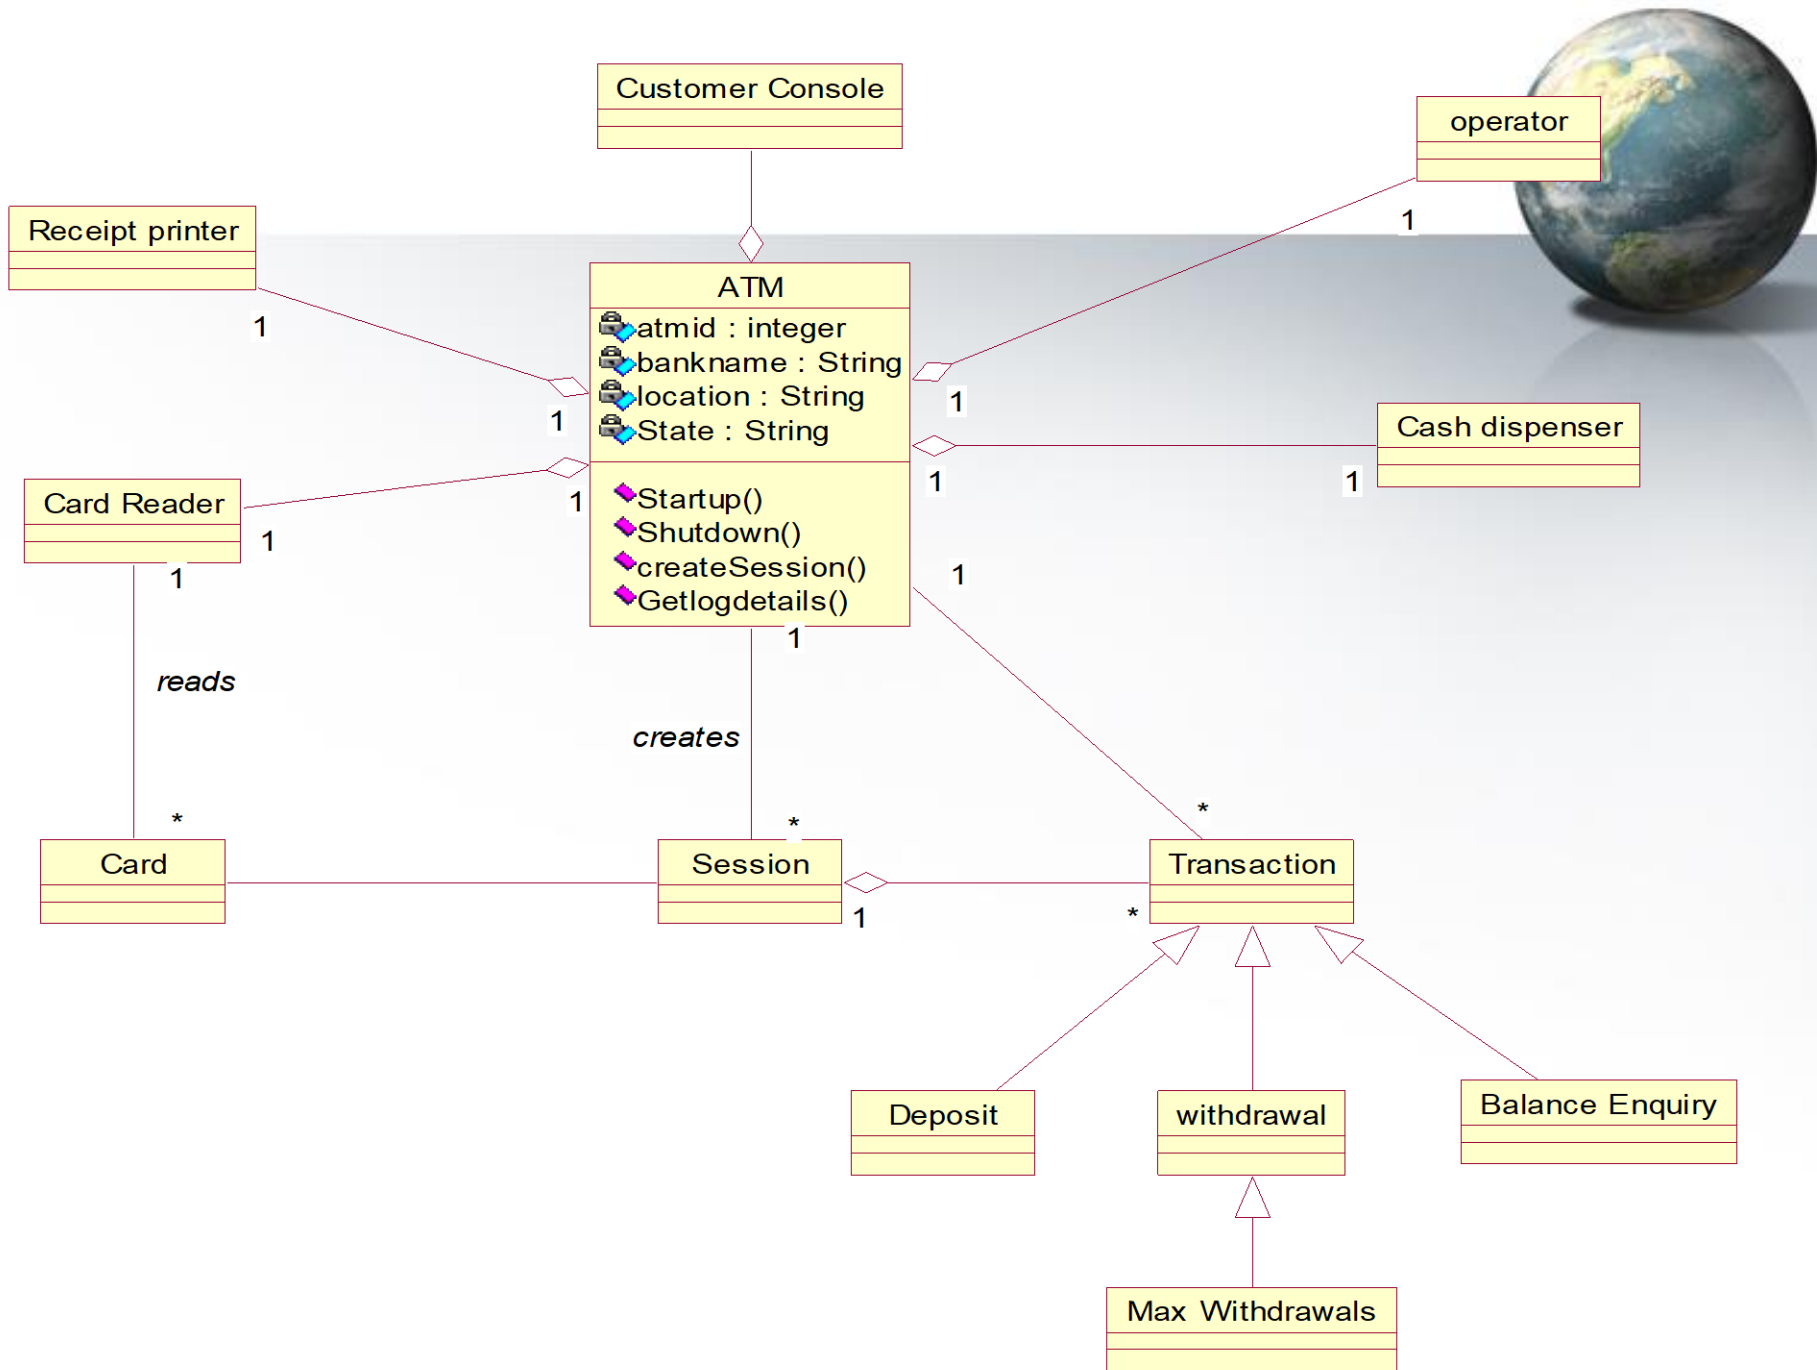 Customer Console
operator
1
Receipt printer
1
ATM
atmid : integer
bankname : String
location : String
State : String
Startup()
Shutdown()
createSession()
Getlogdetails()
1
1
Cash dispenser
1
1
Card Reader
1
1
1
1
1
reads
creates
*
*
*
Card
Session
Transaction
1
*
Deposit
withdrawal
Balance Enquiry
Max Withdrawals